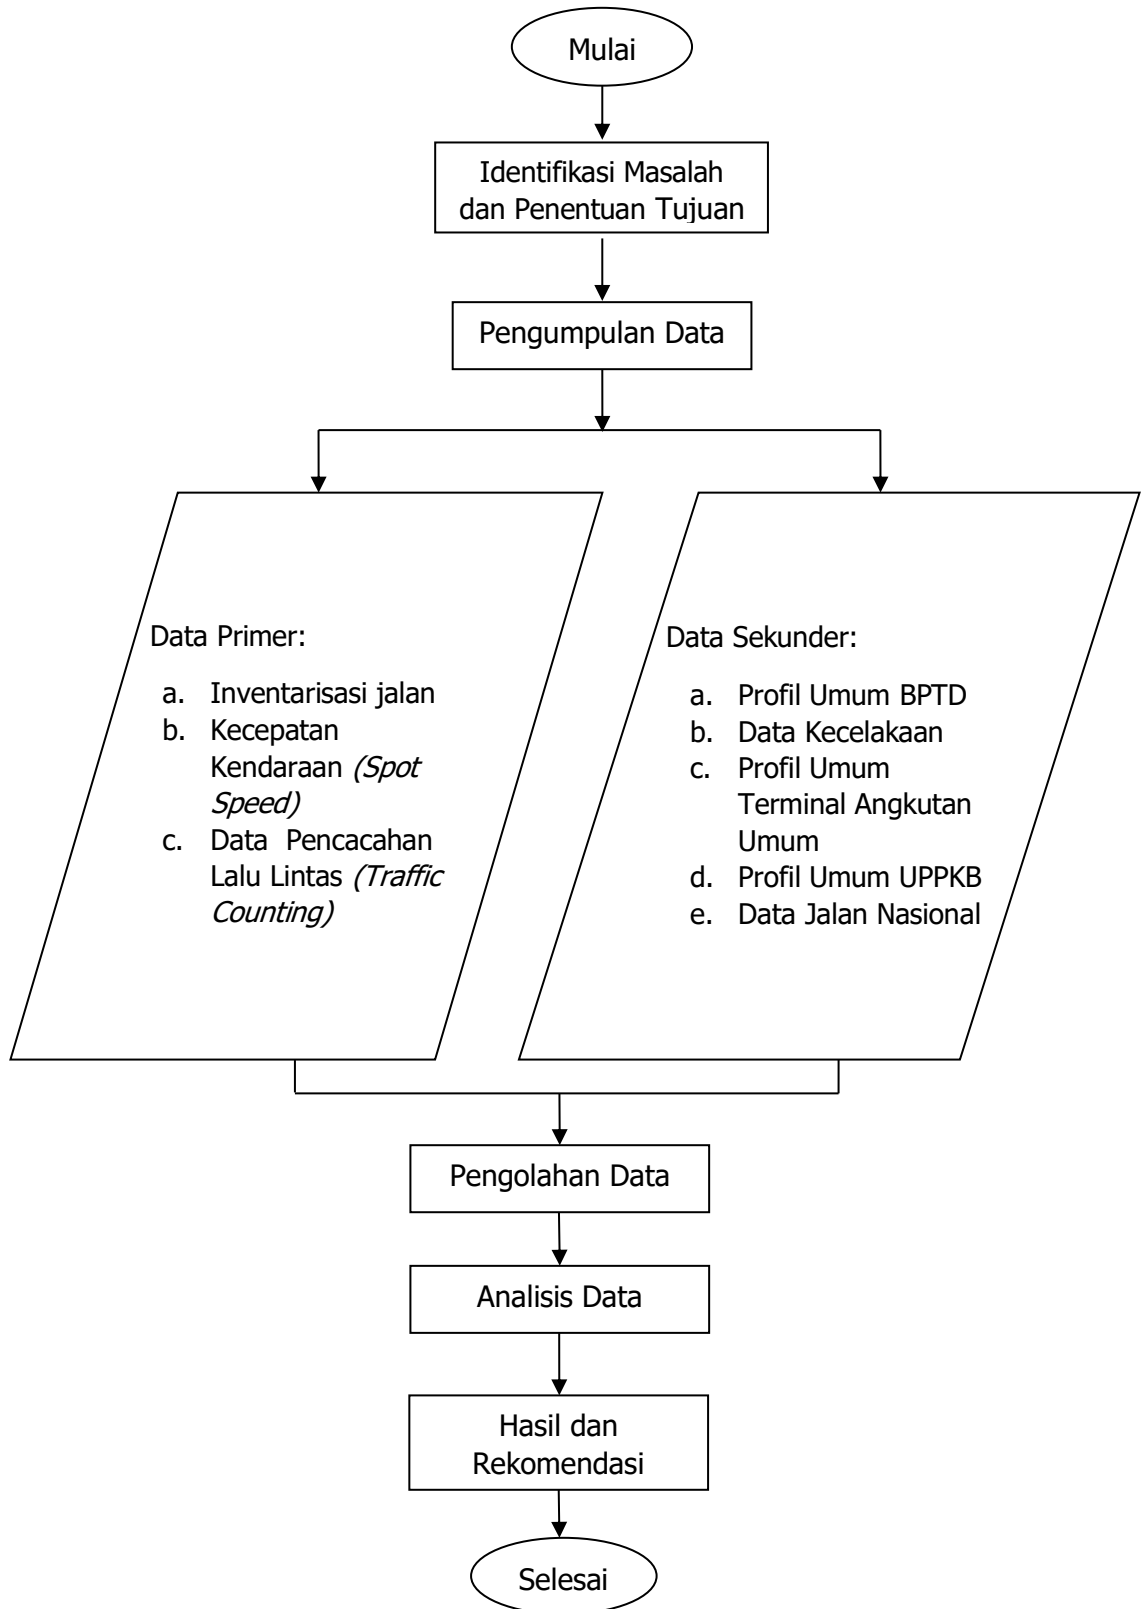 Mulai
Identifikasi Masalah
dan Penentuan Tujuan
Pengumpulan Data
Data Primer:
a. Inventarisasi jalan
b. Kecepatan
Kendaraan (Spot
Speed)
c. Data Pencacahan
Lalu Lintas (Traffic
Counting)
Data Sekunder:
a. Profil Umum BPTD
b. Data Kecelakaan
c. Profil Umum
Terminal Angkutan
Umum
d. Profil Umum UPPKB
e. Data Jalan Nasional
Pengolahan Data
Analisis Data
Hasil dan
Rekomendasi
Selesai